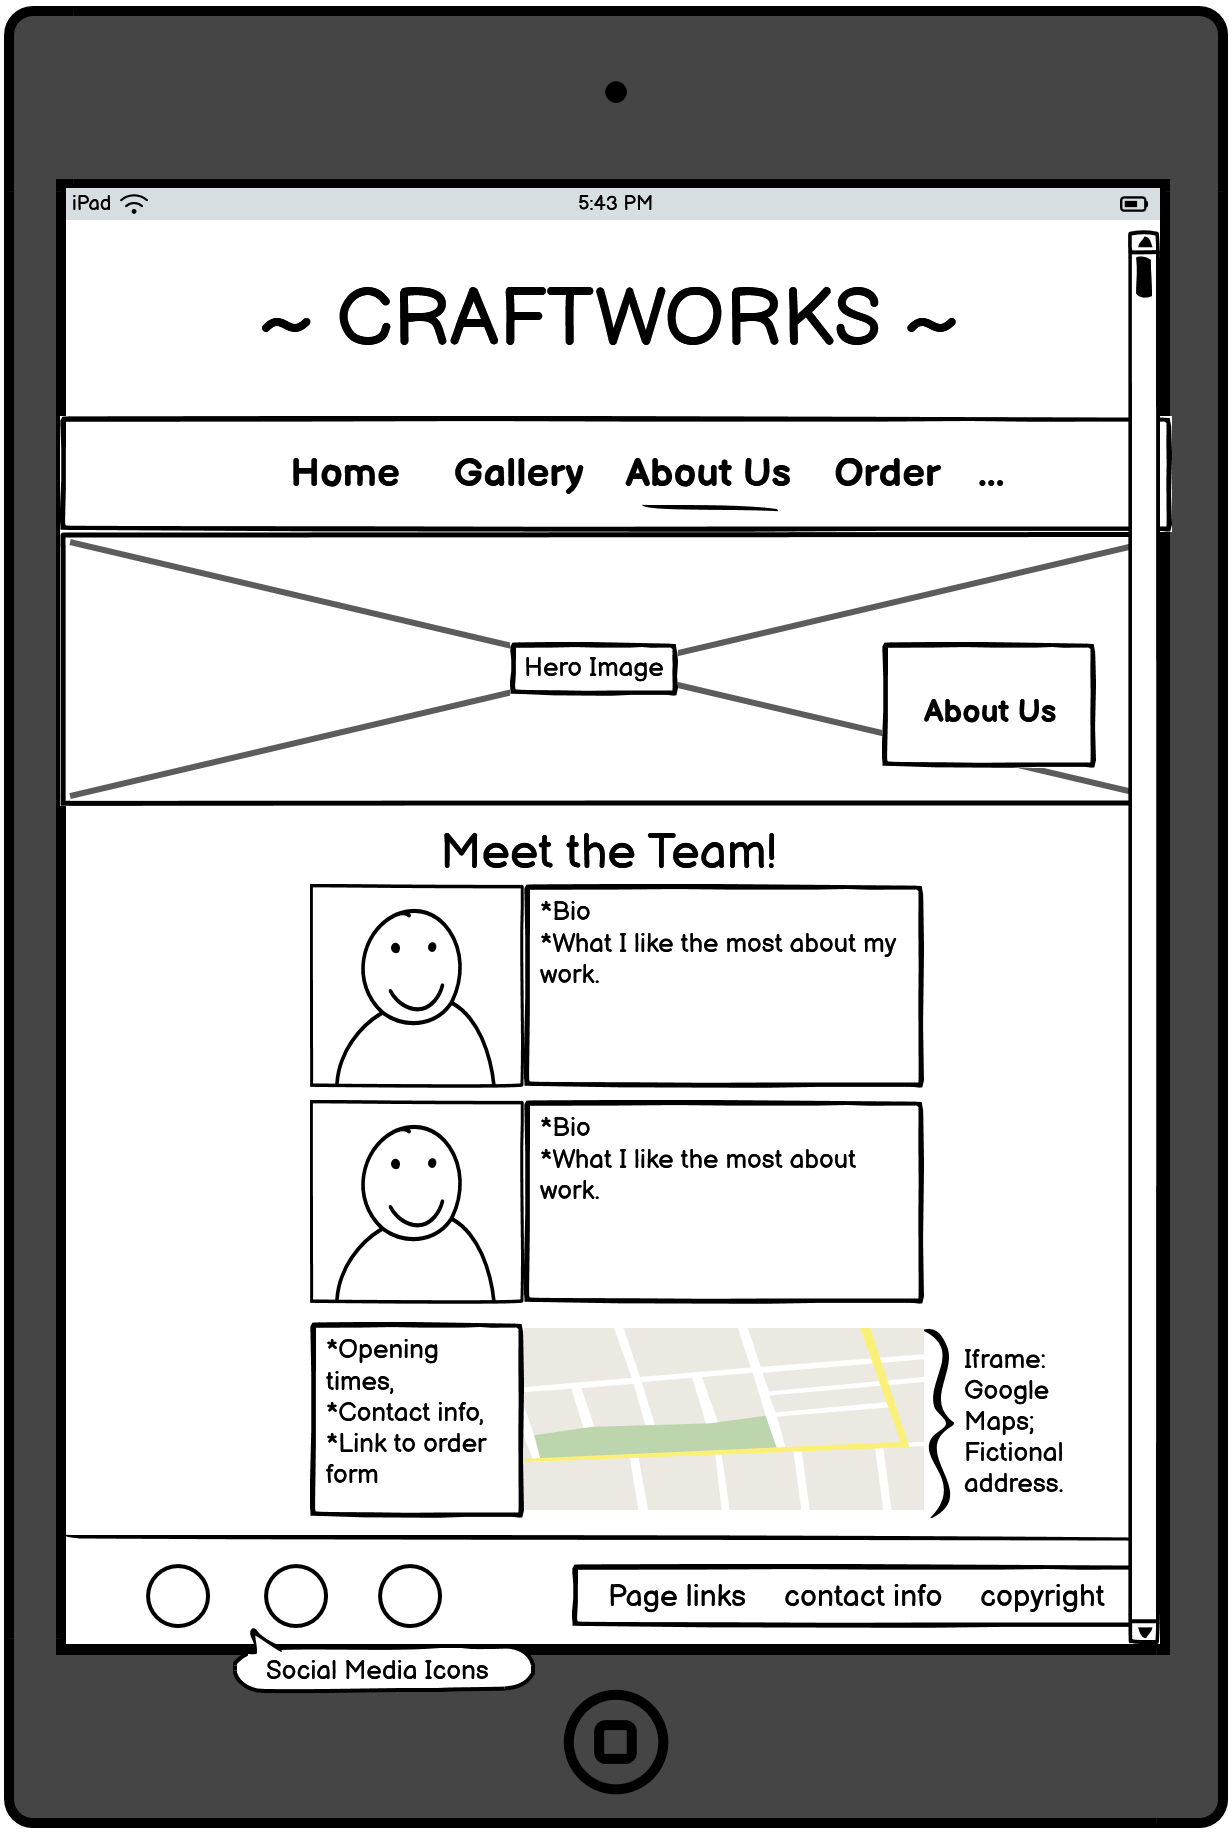 iPad 5:43 PM
~ CRAFTWORKS ~
Home Gallery About Us Order ...
Hero Image
About Us
Meet the Team!
*Bio
*What I like the most about my
work.
*Bio
*What I like the most about
work.
*Opening
times,
*Contact info,
*Link to order
form
Iframe:
Google
Maps;
Fictional
address.
Page links contact info copyright
Social Media Icons